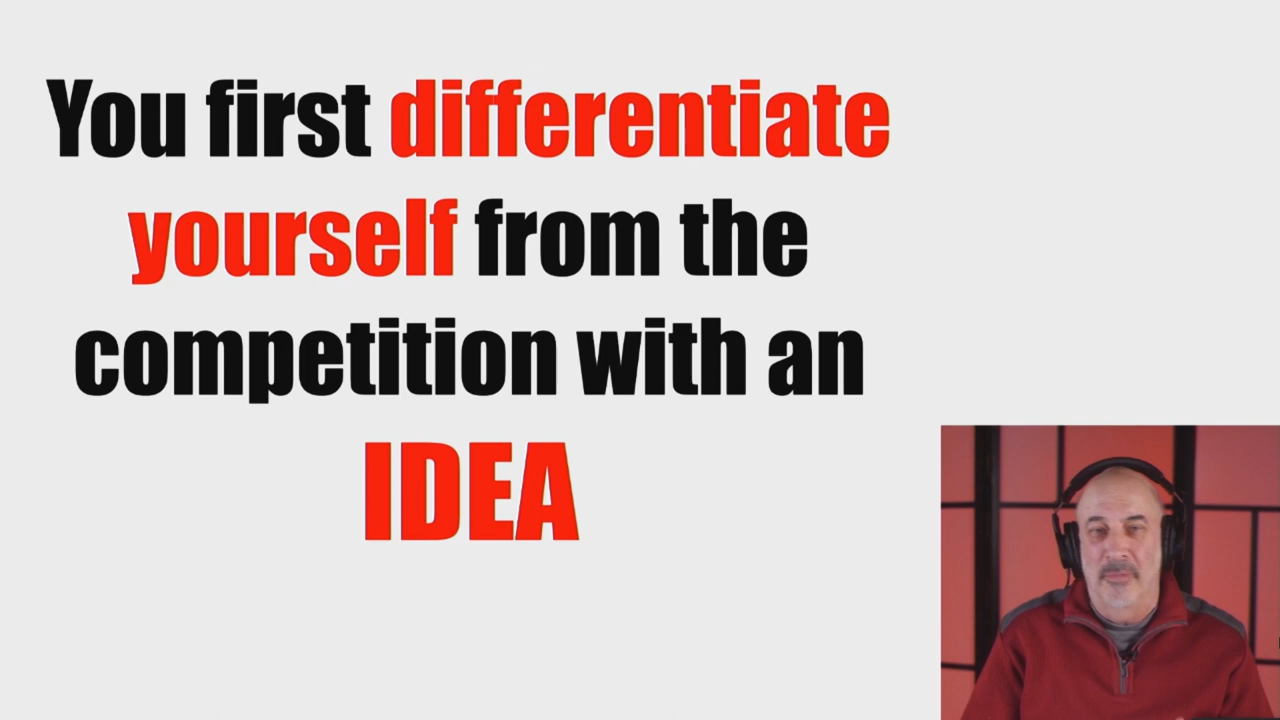 You first differentiate
yourself from the
competition with an
IDEA